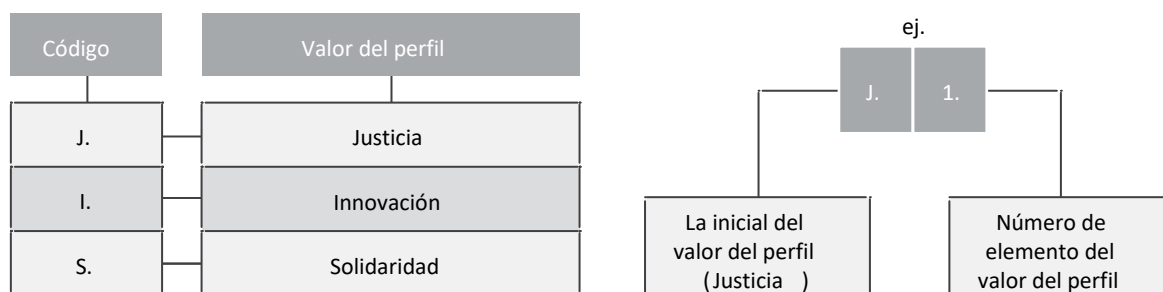 Código Valor del perfil
J. Justicia
I. Innovación
S. Solidaridad
ej.
J. 1.
La inicial del
valor del perfil
(Justicia )
Número de
elemento del
valor del perfil